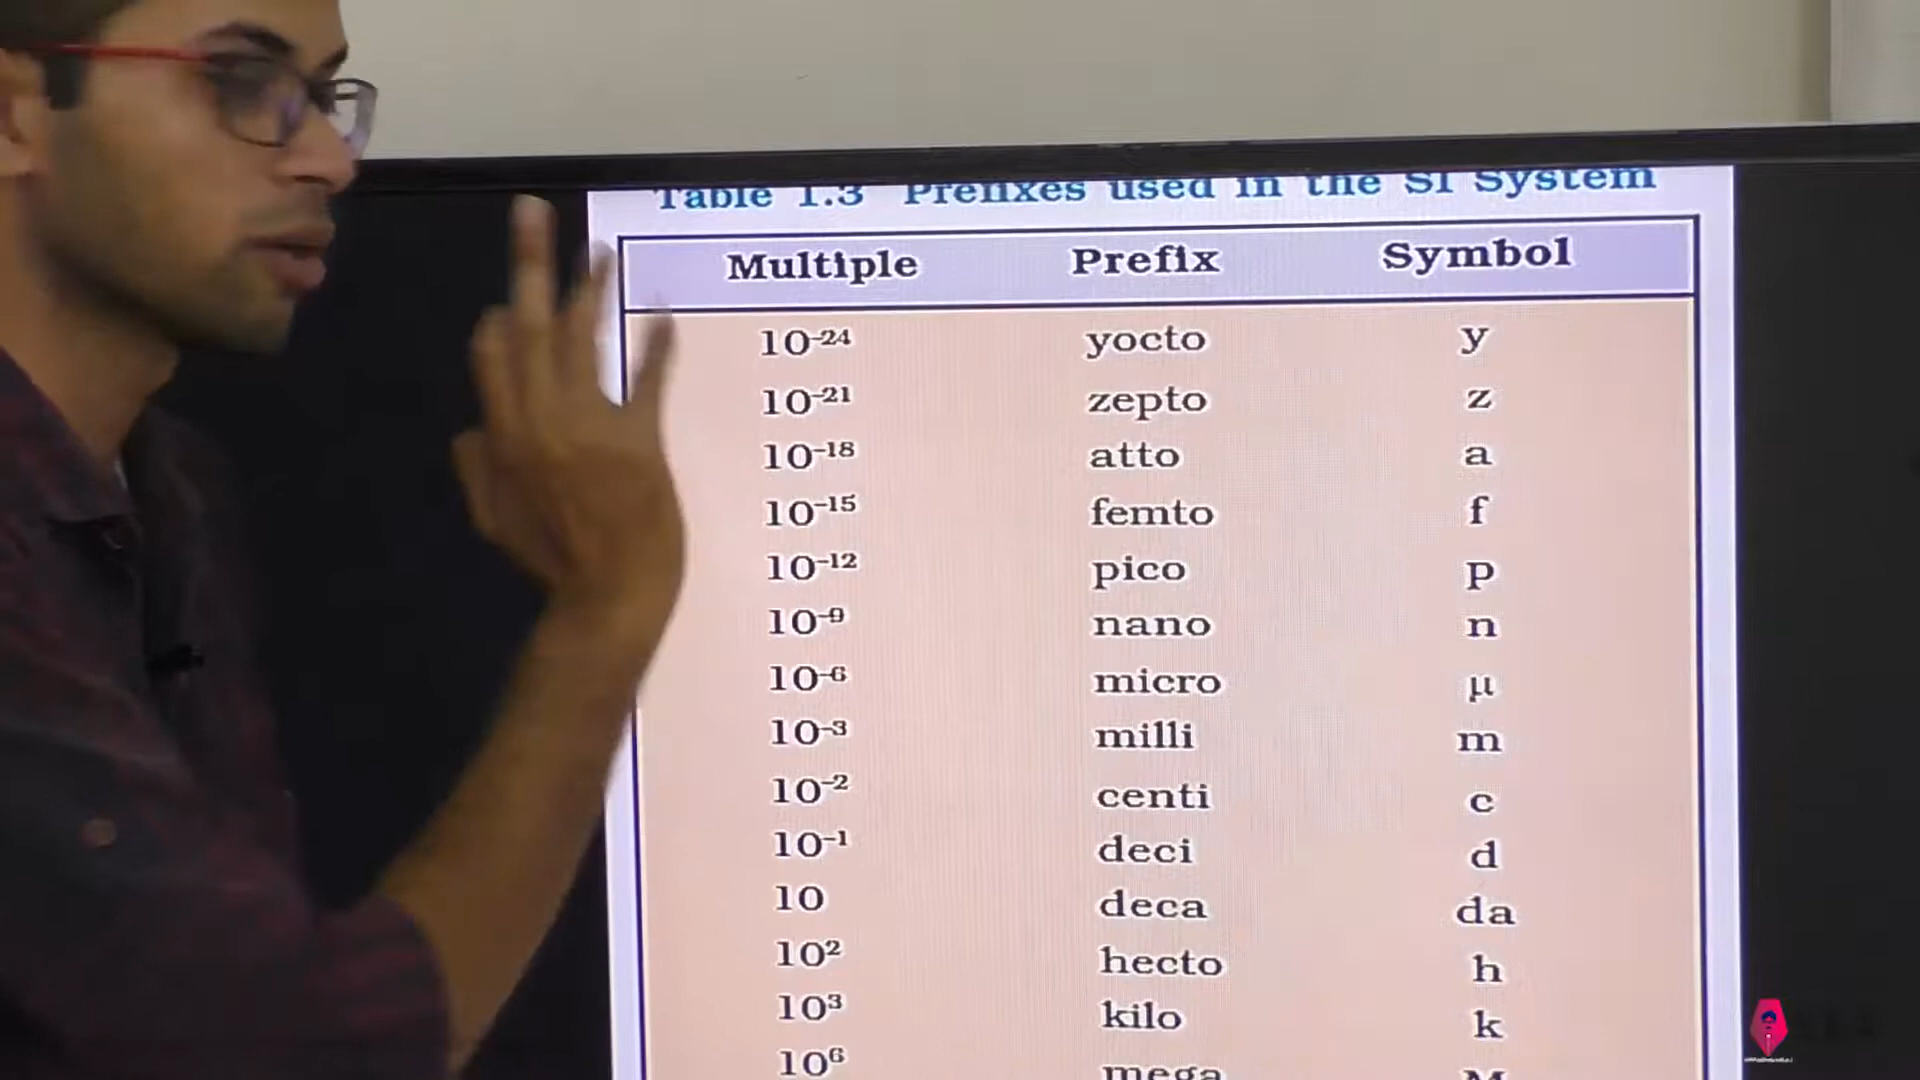 Table 1.3 Prefixes used in the SI System
Multiple Prefix Symbol
10⁻²⁴ yocto y
10⁻²¹ zepto z
10⁻¹⁸ atto a
10⁻¹⁵ femto f
10⁻¹² pico p
10⁻⁹ nano n
10⁻⁶ micro μ
10⁻³ milli m
10⁻² centi c
10⁻¹ deci d
10 deca da
10² hecto h
10³ kilo k
10⁶ mega M